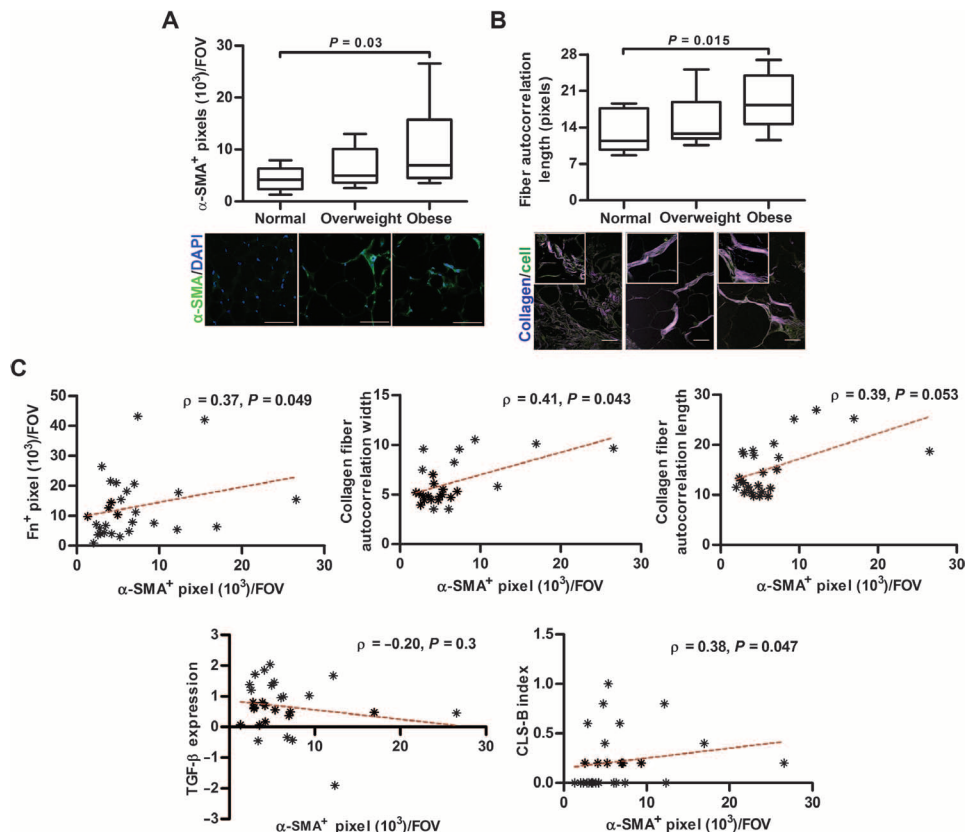 A
P = 0.03
α-SMA⁺ pixels (10³)/FOV
30
20
10
0
Normal Overweight Obese
α-SMA/DAPI
B
P = 0.015
Fiber autocorrelation
length (pixels)
28
21
14
7
0
Normal Overweight Obese
Collagen/cell
C
ρ = 0.37, P = 0.049
Fn⁺ pixel (10³)/FOV
50
40
30
20
10
0
0 10 20 30
α-SMA⁺ pixel (10³)/FOV
ρ = 0.41, P = 0.043
Collagen fiber
autocorrelation width
15
10
5
0
0 10 20 30
α-SMA⁺ pixel (10³)/FOV
ρ = 0.39, P = 0.053
Collagen fiber
autocorrelation length
30
20
10
0
0 10 20 30
α-SMA⁺ pixel (10³)/FOV
ρ = –0.20, P = 0.3
TGF-β expression
3
2
1
0
–1
–2
–3
10 20 30
α-SMA⁺ pixel (10³)/FOV
ρ = 0.38, P = 0.047
CLS-B index
1.5
1.0
0.5
0.0
0 10 20 30
α-SMA⁺ pixel (10³)/FOV